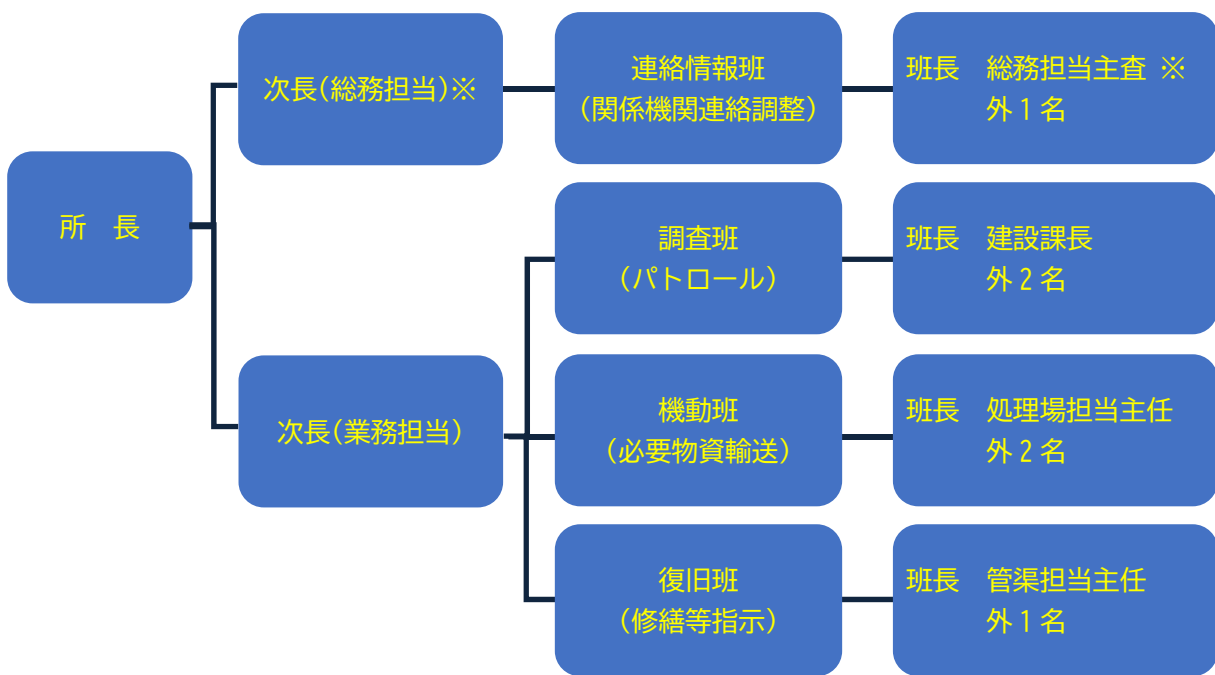 所　長
次長(総務担当)※
連絡情報班
(関係機関連絡調整)
班長　総務担当主査 ※
外１名
調査班
(パトロール)
班長　建設課長
外２名
次長(業務担当)
機動班
(必要物資輸送)
班長　処理場担当主任
外２名
復旧班
(修繕等指示)
班長　管渠担当主任
外１名